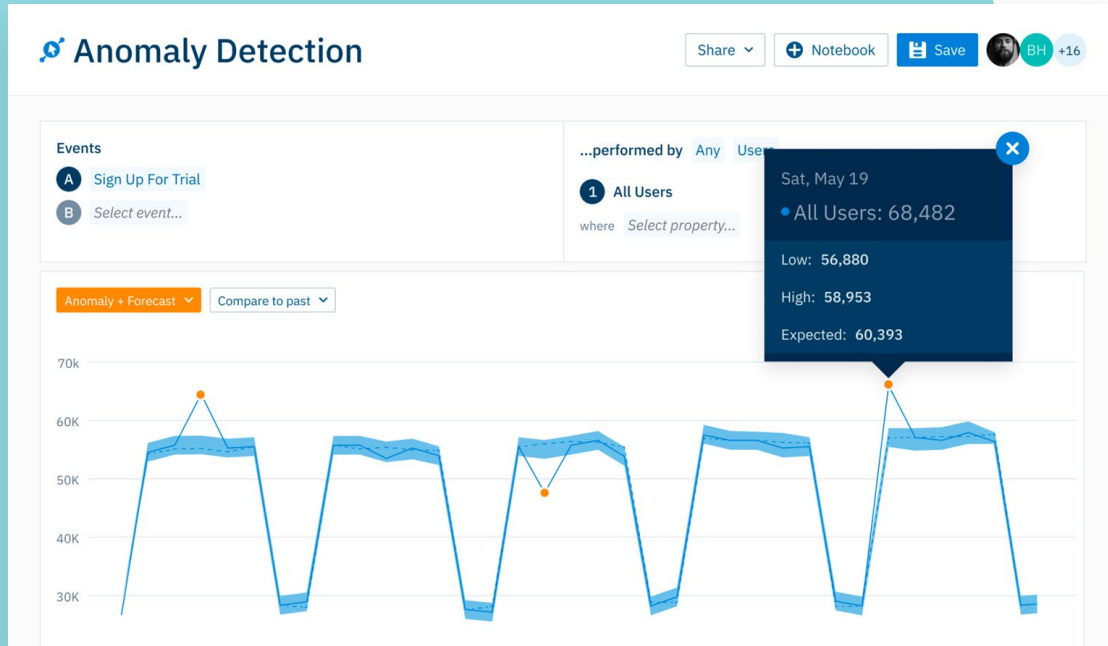 Anomaly Detection
Share
Notebook
Save
BH
+16
Events
A Sign Up For Trial
B Select event...
...performed by Any Users
1 All Users
where Select property...
Sat, May 19
All Users: 68,482
Low: 56,880
High: 58,953
Expected: 60,393
Anomaly + Forecast
Compare to past
70k
60K
50K
40K
30K